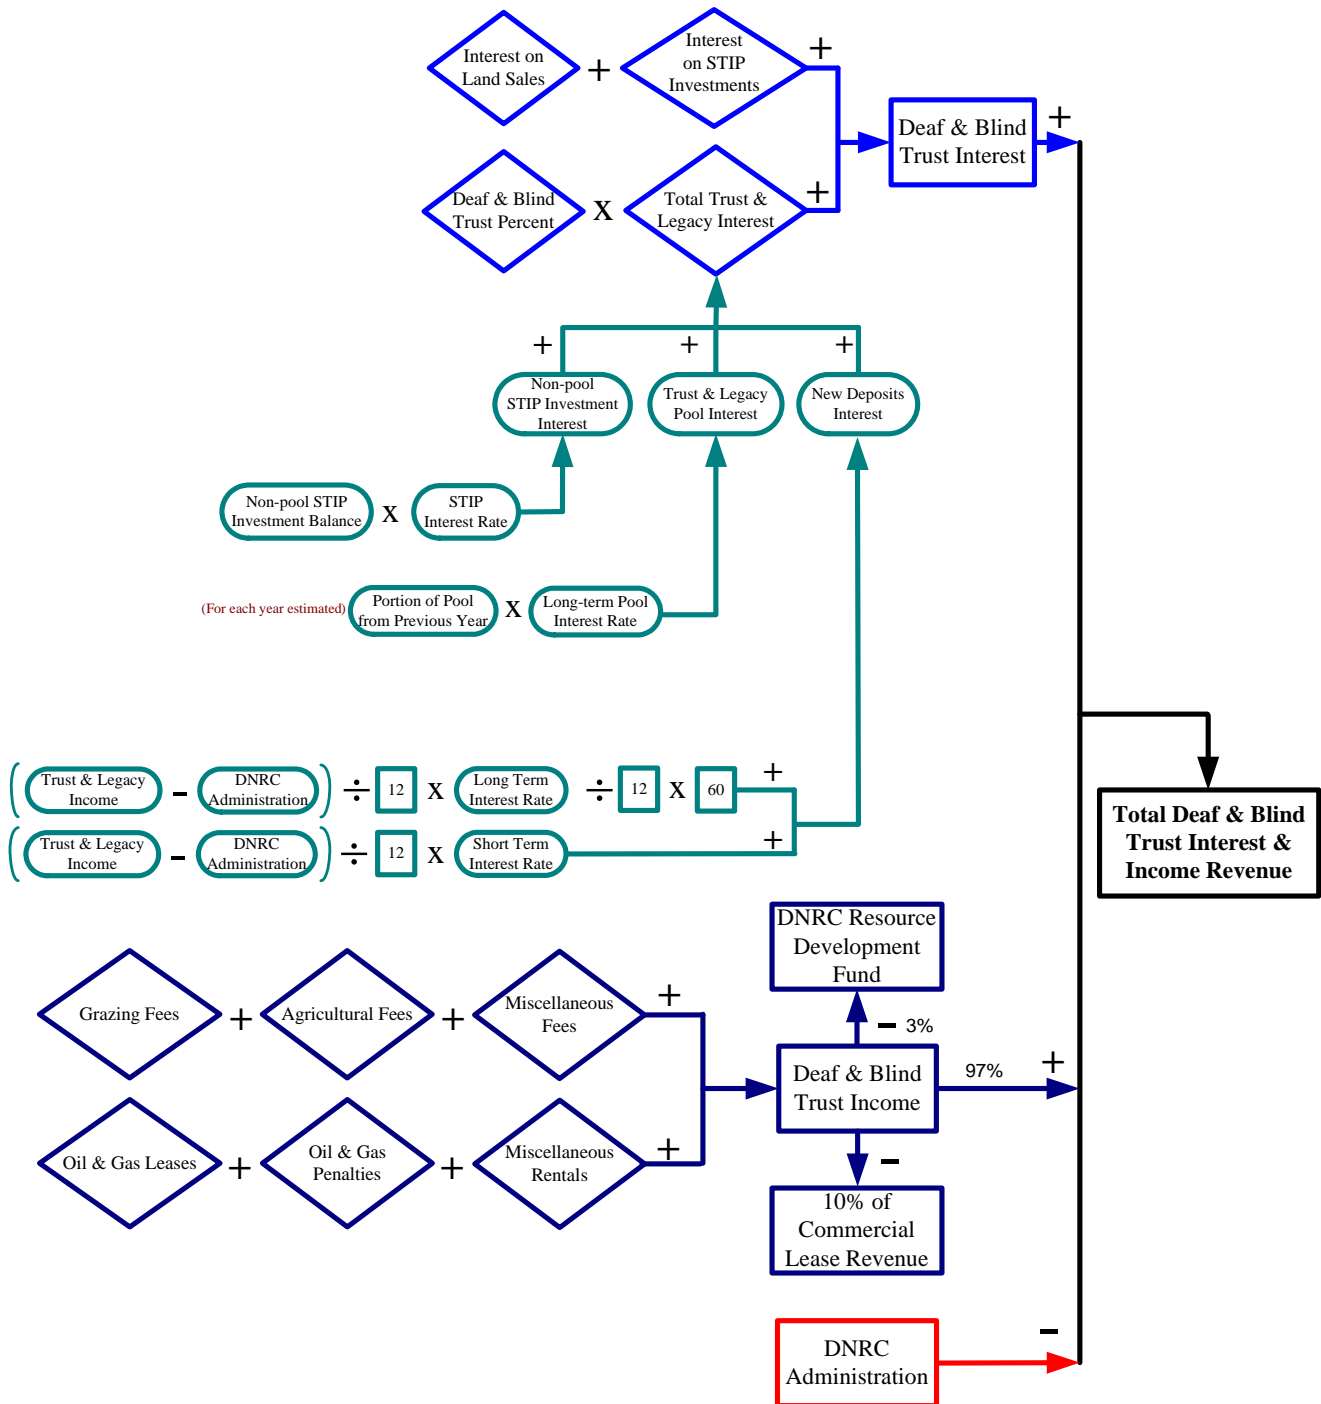 Interest on
Land Sales
+
Interest
on STIP
Investments
+
Deaf & Blind
Trust Interest
+
Deaf & Blind
Trust Percent
X
Total Trust &
Legacy Interest
+
+
+
+
Non-pool
STIP Investment
Interest
Trust & Legacy
Pool Interest
New Deposits
Interest
Non-pool STIP
Investment Balance
X
STIP
Interest Rate
(For each year estimated)
Portion of Pool
from Previous Year
X
Long-term Pool
Interest Rate
(
Trust & Legacy
Income
-
DNRC
Administration
)
÷
12
X
Long Term
Interest Rate
÷
12
X
60
+
(
Trust & Legacy
Income
-
DNRC
Administration
)
÷
12
X
Short Term
Interest Rate
+
Total Deaf & Blind
Trust Interest &
Income Revenue
DNRC Resource
Development
Fund
- 3%
Grazing Fees
+
Agricultural Fees
+
Miscellaneous
Fees
+
Deaf & Blind
Trust Income
97%
+
Oil & Gas Leases
+
Oil & Gas
Penalties
+
Miscellaneous
Rentals
+
-
10% of
Commercial
Lease Revenue
DNRC
Administration
-